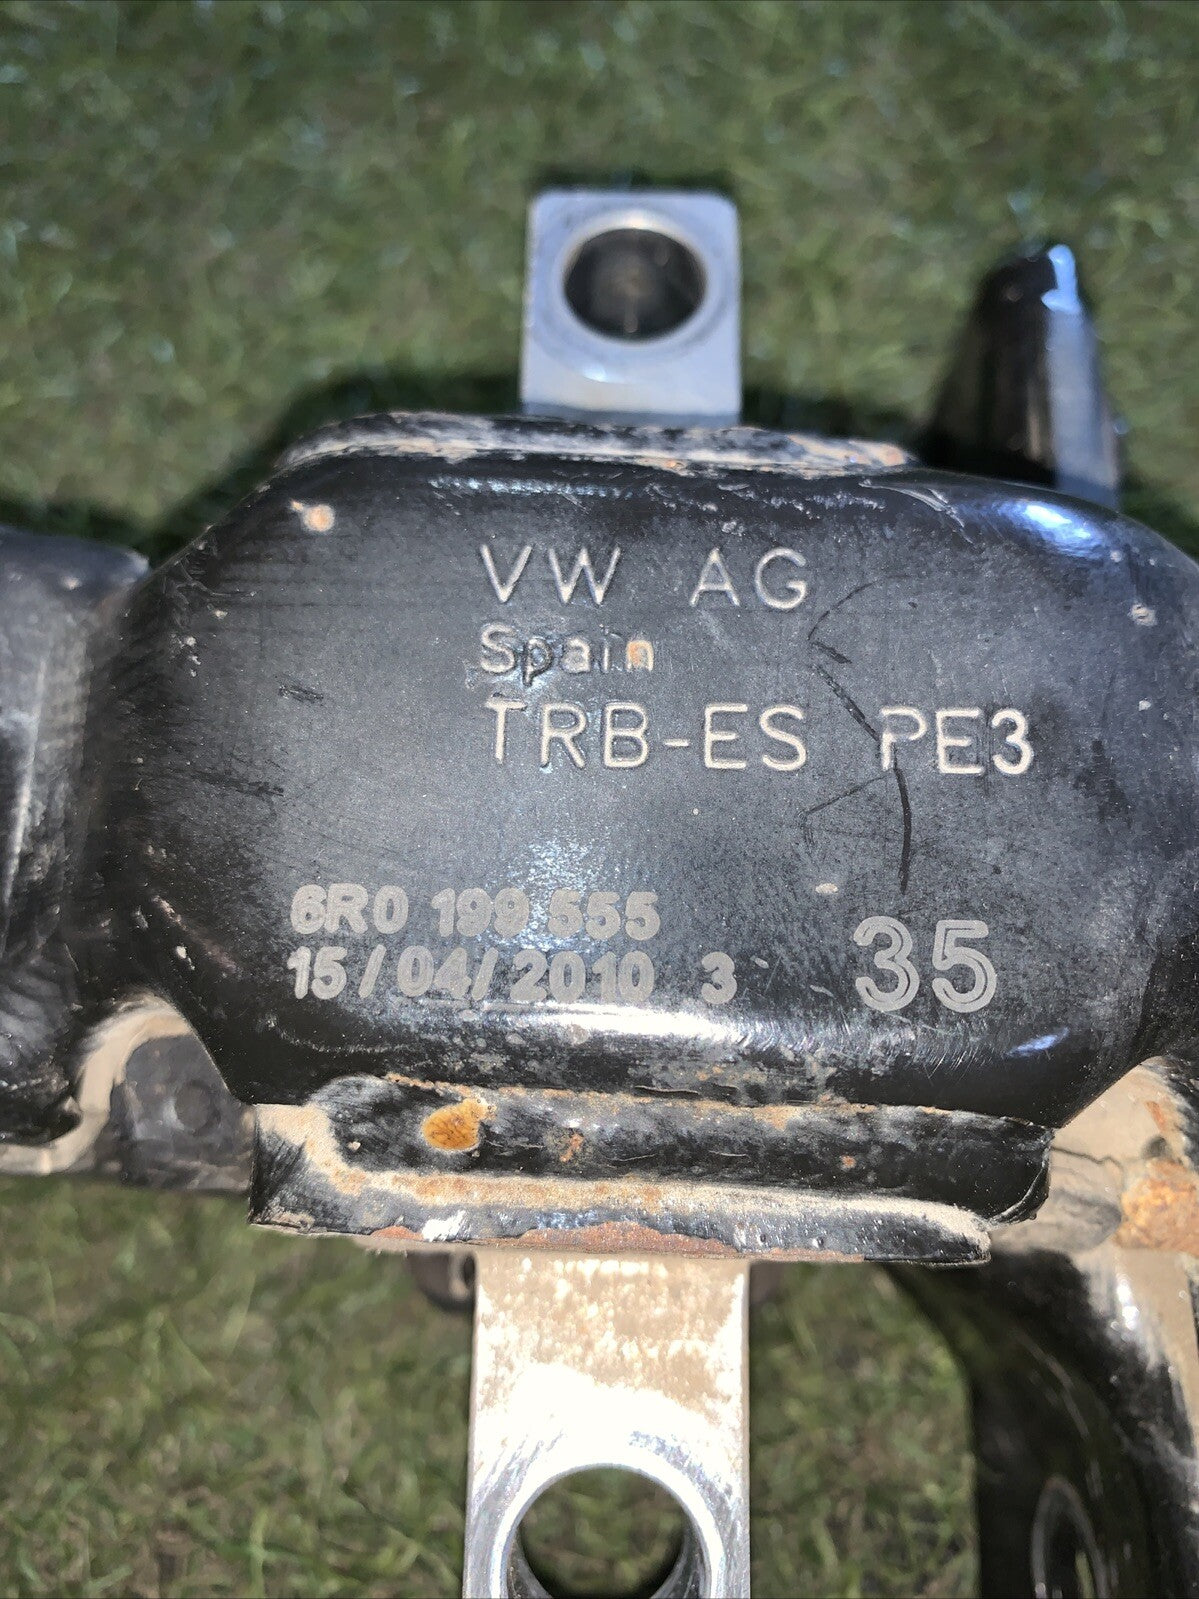 VW AG
Spain
TRB-ES PE3
6R0 199 555
15/04/2010 3 35